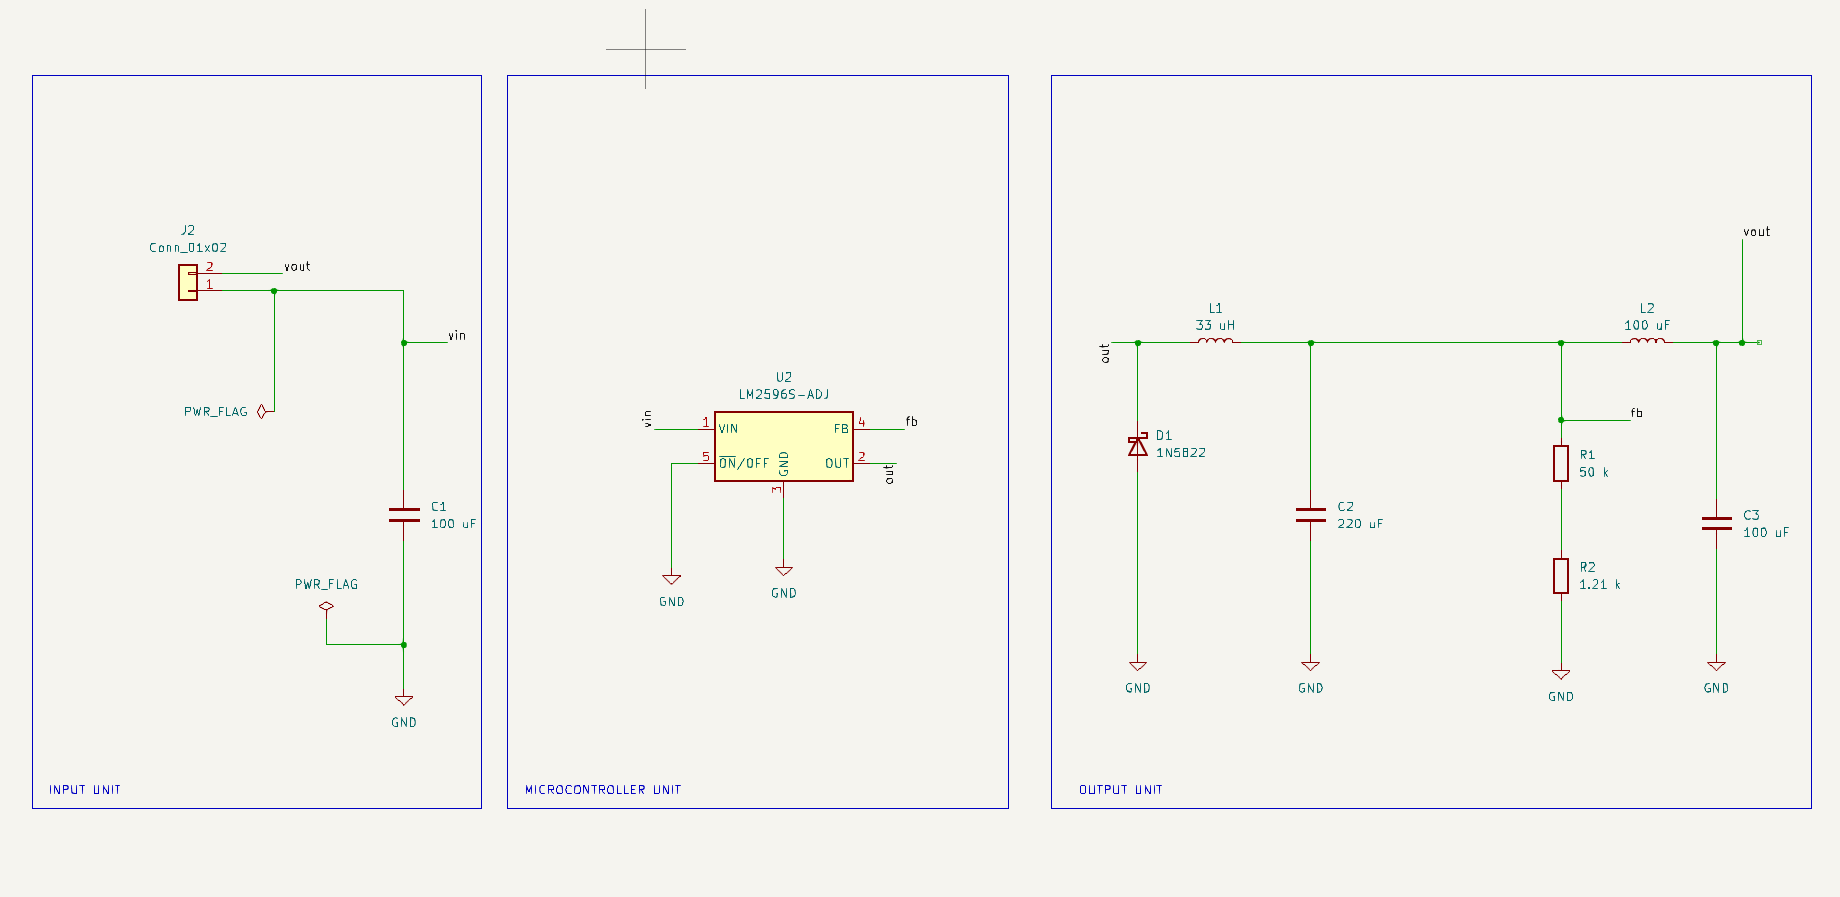 J2
Conn_01x02
2
vout
1
vin
PWR_FLAG
C1
100 uF
PWR_FLAG
GND
INPUT UNIT
U2
LM2596S-ADJ
vin
1
VIN
FB
4
fb
5
ON/OFF
GND
OUT
2
out
3
GND
GND
MICROCONTROLLER UNIT
vout
L1
33 uH
L2
100 uF
out
fb
D1
1N5822
R1
50 k
C2
220 uF
C3
100 uF
R2
1.21 k
GND
GND
GND
GND
OUTPUT UNIT